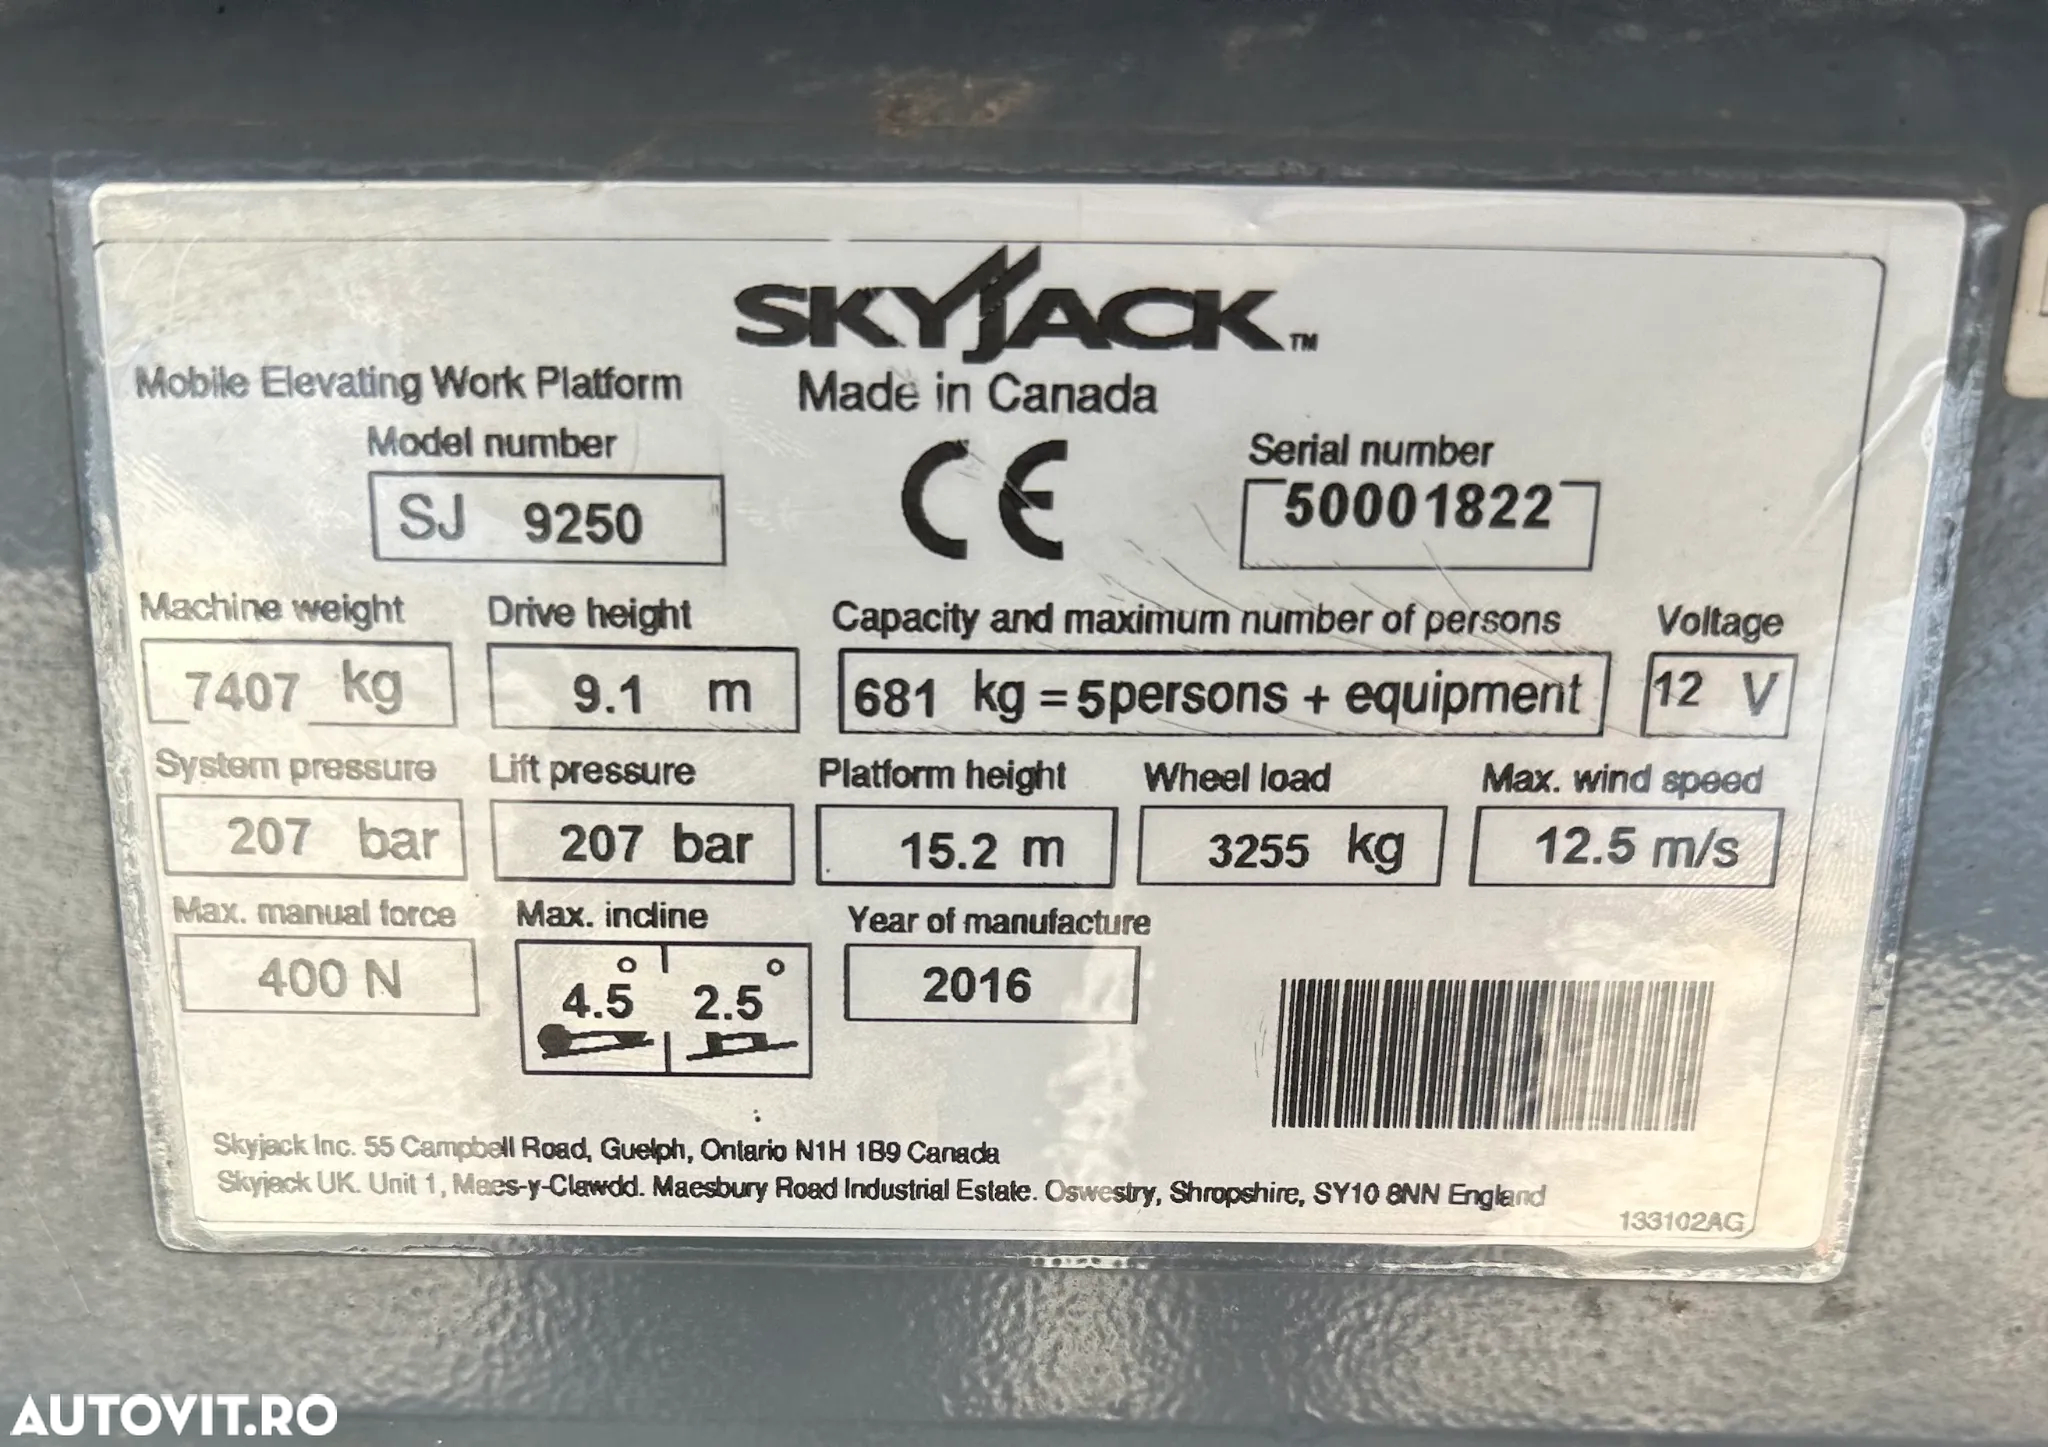 SKYJACK™
Mobile Elevating Work Platform
Made in Canada
Model number
SJ 9250
CE
Serial number
50001822
Machine weight
7407 kg
Drive height
9.1 m
Capacity and maximum number of persons
681 kg = 5 persons + equipment
Voltage
12 V
System pressure
207 bar
Lift pressure
207 bar
Platform height
15.2 m
Wheel load
3255 kg
Max. wind speed
12.5 m/s
Max. manual force
400 N
Max. incline
4.5° 2.5°
Year of manufacture
2016
Skyjack Inc. 55 Campbell Road, Guelph, Ontario N1H 1B9 Canada
Skyjack UK. Unit 1, Maes-y-Clawdd. Maesbury Road Industrial Estate. Oswestry, Shropshire, SY10 8NN England
133102AG
AUTOVIT.RO